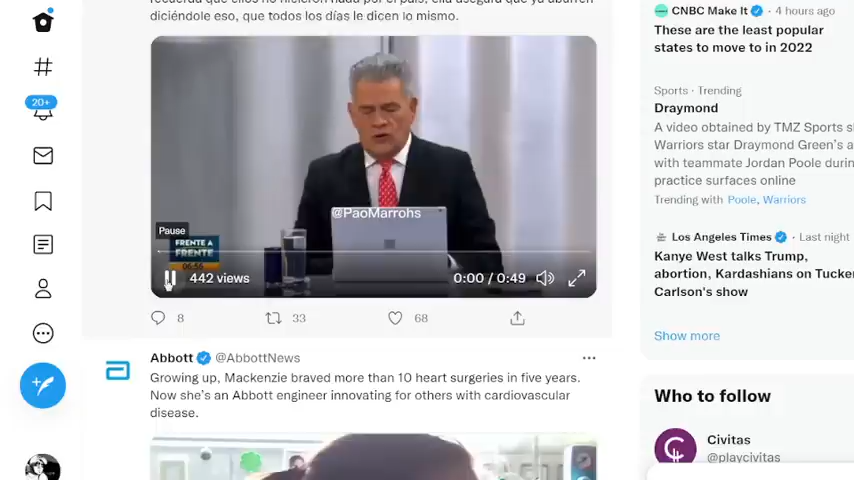 recuerda que ellos no hicieron nada por el país, ella asegura que ya aburren
diciéndole eso, que todos los días le dicen lo mismo.
@PaoMarrohs
Pause
FRENTE A
FRENTE
06:56
442 views
0:00 / 0:49
8
33
68
20+
Abbott @AbbottNews
Growing up, Mackenzie braved more than 10 heart surgeries in five years.
Now she's an Abbott engineer innovating for others with cardiovascular
disease.
CNBC Make It · 4 hours ago
These are the least popular
states to move to in 2022
Sports · Trending
Draymond
A video obtained by TMZ Sports s
Warriors star Draymond Green's a
with teammate Jordan Poole durin
practice surfaces online
Trending with Poole, Warriors
Los Angeles Times · Last night
Kanye West talks Trump,
abortion, Kardashians on Tucke
Carlson's show
Show more
Who to follow
Civitas
@playcivitas